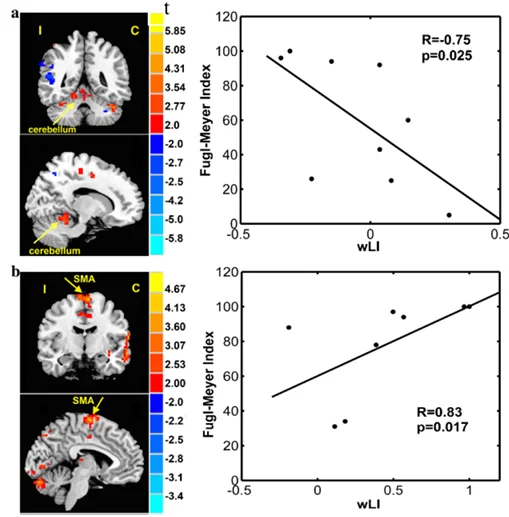 a
I C
cerebellum
cerebellum
t
5.85
5.08
4.31
3.54
2.77
2.0
-2.0
-2.7
-2.5
-4.2
-5.0
-5.8
Fugl-Meyer Index
120
100
80
60
40
20
0
-0.5 0 0.5
wLI
R=-0.75
p=0.025
b
SMA
I C
SMA
4.67
4.13
3.60
3.07
2.53
2.00
-2.0
-2.2
-2.5
-2.8
-3.1
-3.4
Fugl-Meyer Index
120
100
80
60
40
20
0
-0.5 0 0.5 1
wLI
R=0.83
p=0.017